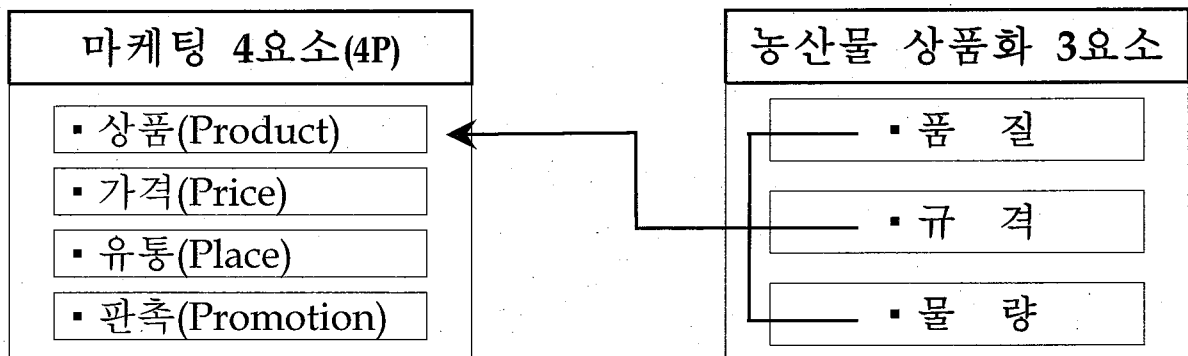 마케팅 4요소(4P)
▪ 상품(Product)
▪ 가격(Price)
▪ 유통(Place)
▪ 판촉(Promotion)
농산물 상품화 3요소
▪ 품 질
▪ 규 격
▪ 물 량